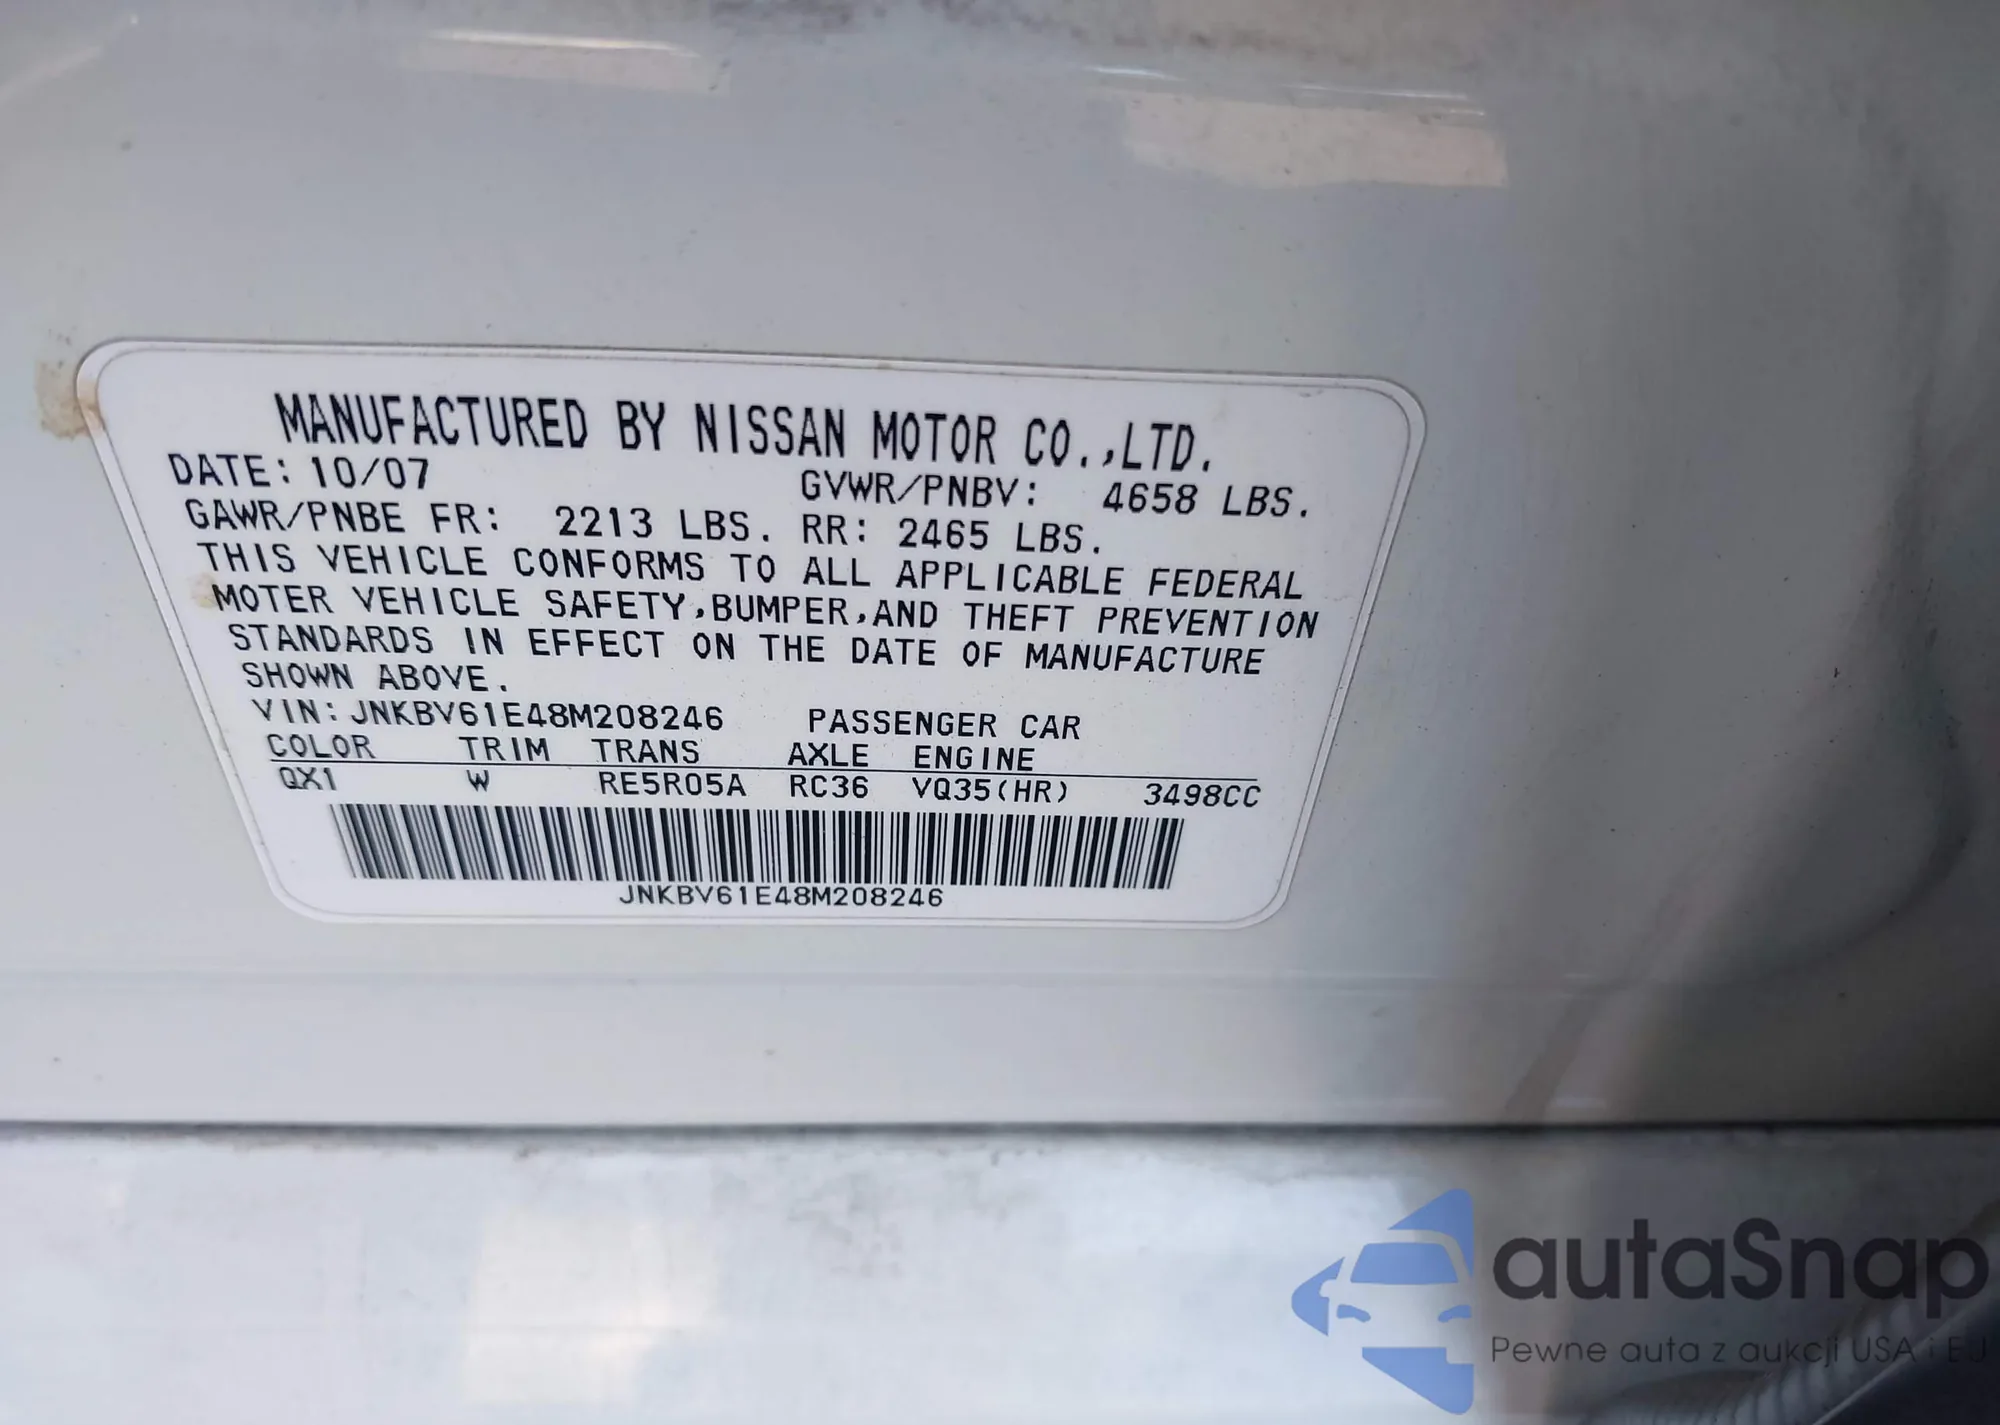 MANUFACTURED BY NISSAN MOTOR CO.,LTD.
DATE: 10/07 GVWR/PNBV: 4658 LBS.
GAWR/PNBE FR: 2213 LBS. RR: 2465 LBS.
THIS VEHICLE CONFORMS TO ALL APPLICABLE FEDERAL
MOTER VEHICLE SAFETY,BUMPER,AND THEFT PREVENTION
STANDARDS IN EFFECT ON THE DATE OF MANUFACTURE
SHOWN ABOVE.
VIN: JNKBV61E48M208246 PASSENGER CAR
COLOR TRIM TRANS AXLE ENGINE
QX1 W RE5R05A RC36 VQ35(HR) 3498CC
JNKBV61E48M208246
autaSnap
Pewne auta z aukcji USA i EU